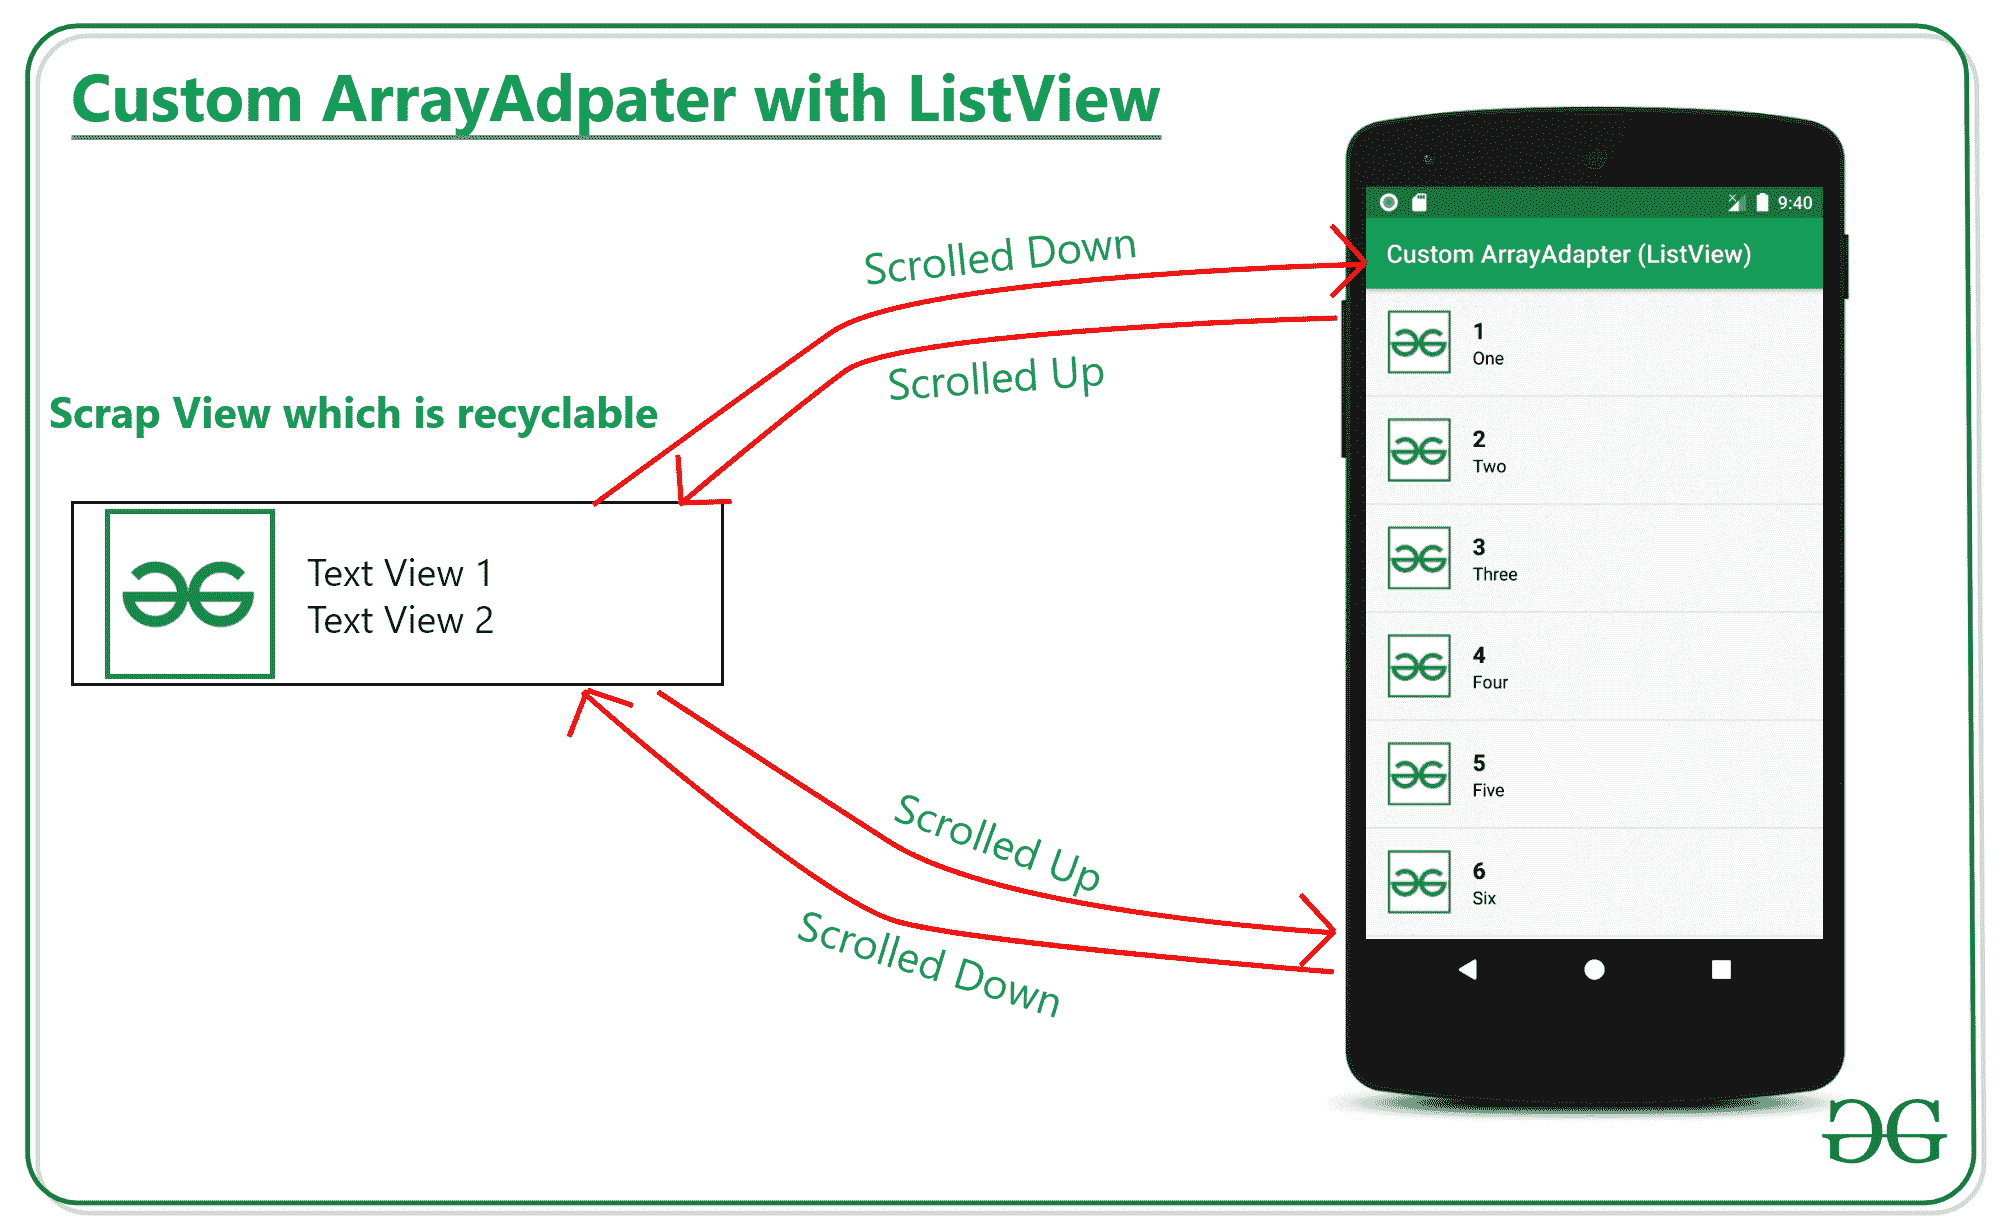 Custom ArrayAdpater with ListView
Scrolled Down
Scrolled Up
Scrap View which is recyclable
Text View 1
Text View 2
Scrolled Up
Scrolled Down
9:40
Custom ArrayAdapter (ListView)
1
One
2
Two
3
Three
4
Four
5
Five
6
Six